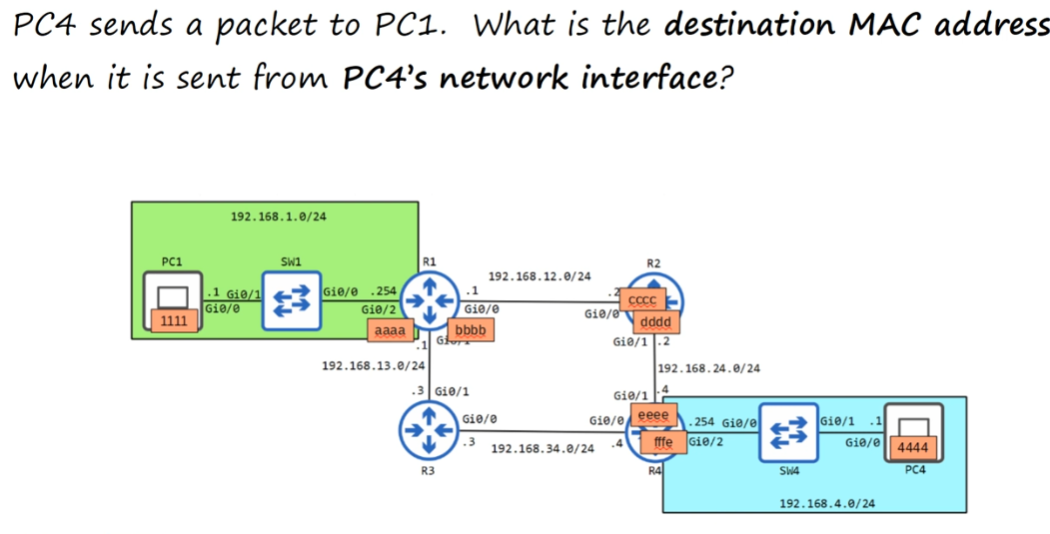 PC4 sends a packet to PC1. What is the destination MAC address
when it is sent from PC4's network interface?
192.168.1.0/24
PC1
SW1
R1
R2
192.168.12.0/24
.1 Gi0/1
Gi0/0 .254
.1
Gi0/0
Gi0/2
Gi0/0
Gi0/0
1111
aaaa
bbbb
cccc
dddd
.1
Gi0/1 .2
192.168.13.0/24
192.168.24.0/24
.3 Gi0/1
Gi0/1 .4
Gi0/0
Gi0/0
eeee
.254 Gi0/0
Gi0/1 .1
.3
192.168.34.0/24
.4
fffe
Gi0/2
Gi0/0
4444
R3
R4
SW4
PC4
192.168.4.0/24